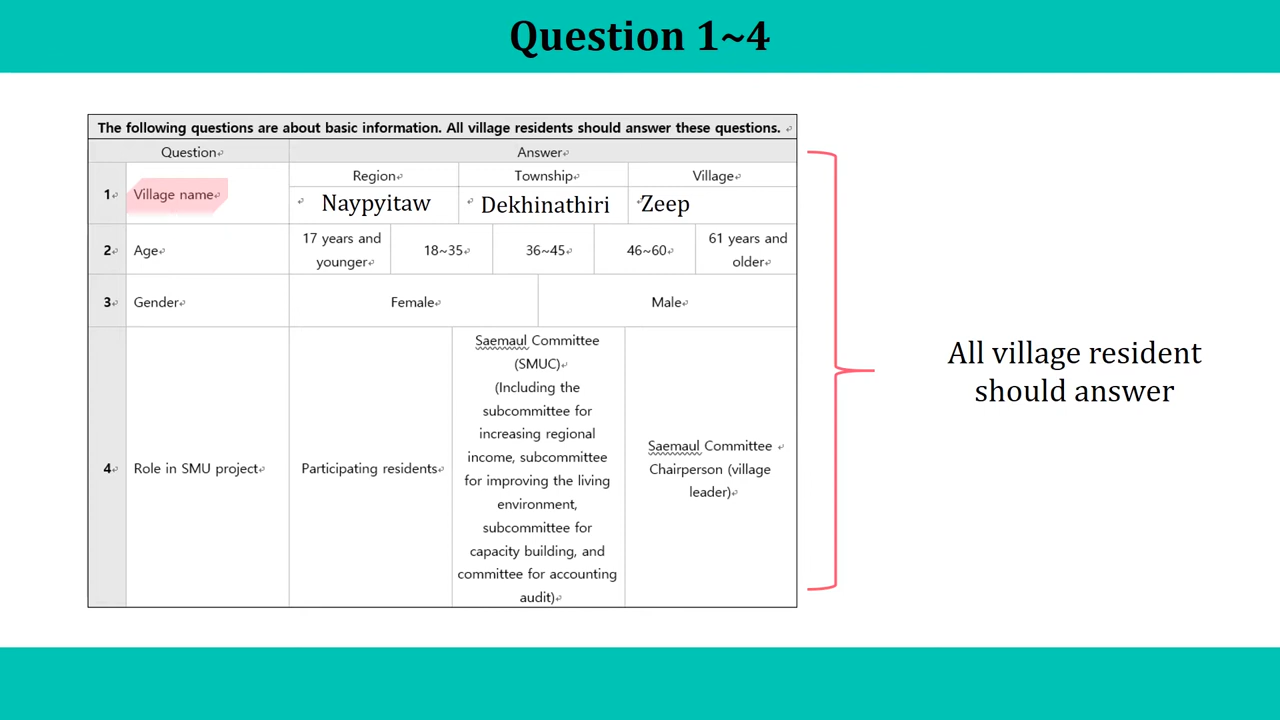 Question 1~4
The following questions are about basic information. All village residents should answer these questions.
Question
Answer
1
Village name
Region
Township
Village
Naypyitaw
Dekhinathiri
Zeep
2
Age
17 years and
younger
18~35
36~45
46~60
61 years and
older
3
Gender
Female
Male
4
Role in SMU project
Participating residents
Saemaul Committee
(SMUC)
(Including the
subcommittee for
increasing regional
income, subcommittee
for improving the living
environment,
subcommittee for
capacity building, and
committee for accounting
audit)
Saemaul Committee
Chairperson (village
leader)
All village resident
should answer